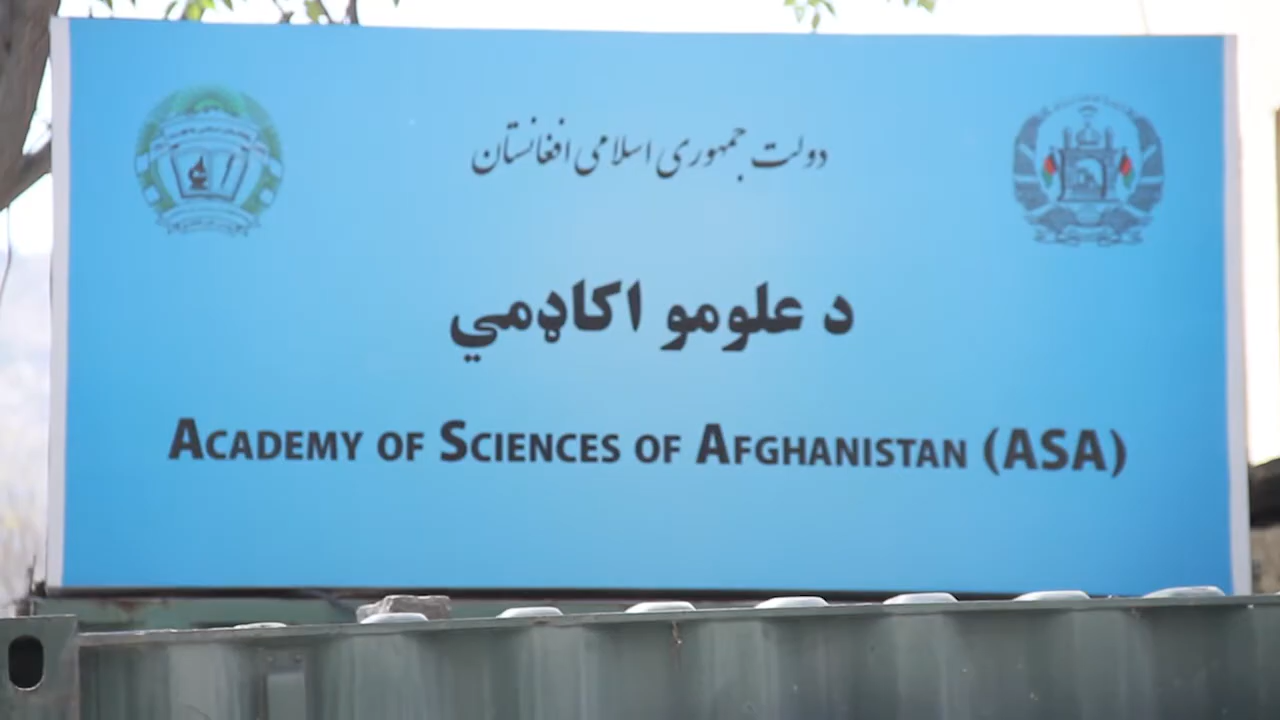 دولت جمهوری اسلامی افغانستان
د علومو اکاډمي
ACADEMY OF SCIENCES OF AFGHANISTAN (ASA)